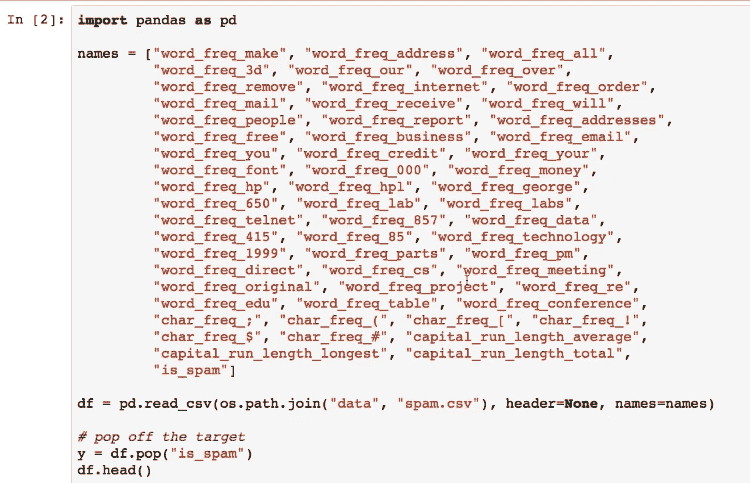 In [2]: import pandas as pd
names = ["word_freq_make", "word_freq_address", "word_freq_all",
"word_freq_3d", "word_freq_our", "word_freq_over",
"word_freq_remove", "word_freq_internet", "word_freq_order",
"word_freq_mail", "word_freq_receive", "word_freq_will",
"word_freq_people", "word_freq_report", "word_freq_addresses",
"word_freq_free", "word_freq_business", "word_freq_email",
"word_freq_you", "word_freq_credit", "word_freq_your",
"word_freq_font", "word_freq_000", "word_freq_money",
"word_freq_hp", "word_freq_hpl", "word_freq_george",
"word_freq_650", "word_freq_lab", "word_freq_labs",
"word_freq_telnet", "word_freq_857", "word_freq_data",
"word_freq_415", "word_freq_85", "word_freq_technology",
"word_freq_1999", "word_freq_parts", "word_freq_pm",
"word_freq_direct", "word_freq_cs", "word_freq_meeting",
"word_freq_original", "word_freq_project", "word_freq_re",
"word_freq_edu", "word_freq_table", "word_freq_conference",
"char_freq_;", "char_freq_(", "char_freq_[", "char_freq_!",
"char_freq_$", "char_freq_#", "capital_run_length_average",
"capital_run_length_longest", "capital_run_length_total",
"is_spam"]
df = pd.read_csv(os.path.join("data", "spam.csv"), header=None, names=names)
# pop off the target
y = df.pop("is_spam")
df.head()